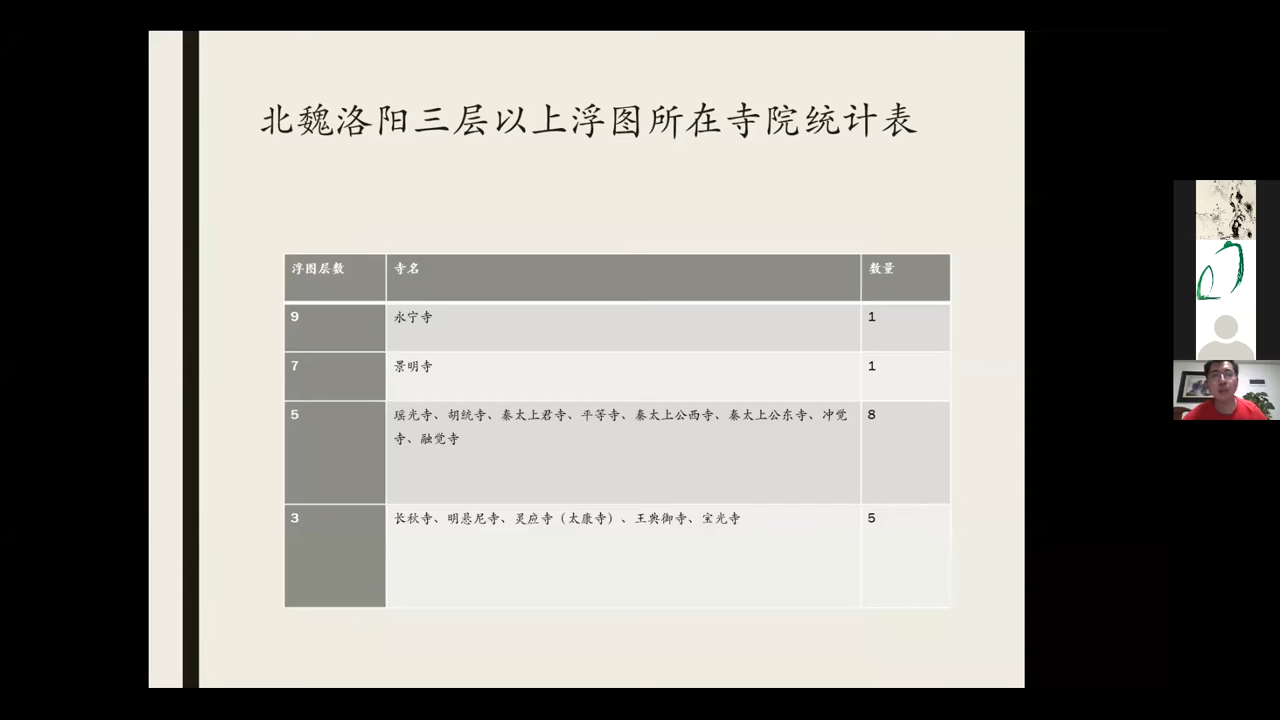 北魏洛阳三层以上浮图所在寺院统计表
浮图层数 寺名 数量
9 永宁寺 1
7 景明寺 1
5 瑶光寺、胡统寺、秦太上君寺、平等寺、秦太上公西寺、秦太上公东寺、冲觉 8
寺、融觉寺
3 长秋寺、明悬尼寺、灵应寺（太康寺）、王典御寺、宝光寺 5